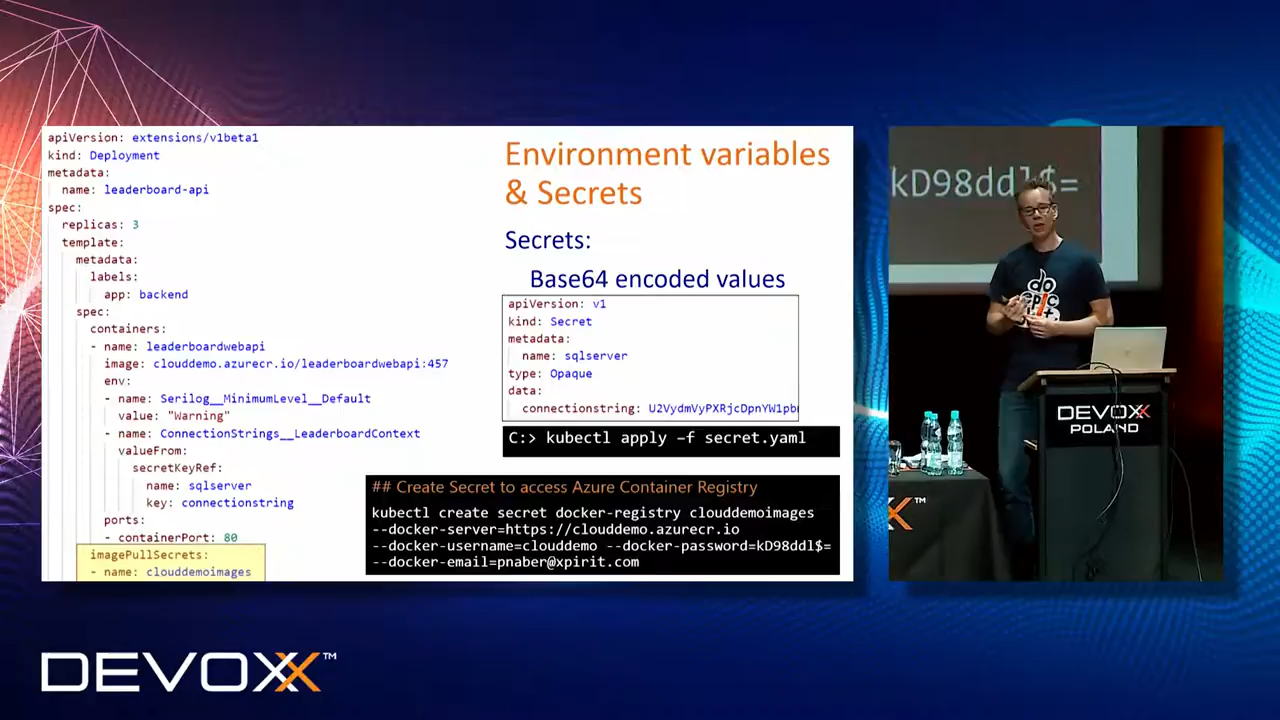 apiVersion: extensions/v1beta1
kind: Deployment
metadata:
name: leaderboard-api
spec:
replicas: 3
template:
metadata:
labels:
app: backend
spec:
containers:
- name: leaderboardwebapi
image: clouddemo.azurecr.io/leaderboardwebapi:457
env:
- name: Serilog__MinimumLevel__Default
value: "Warning"
- name: ConnectionStrings__LeaderboardContext
valueFrom:
secretKeyRef:
name: sqlserver
key: connectionstring
ports:
- containerPort: 80
imagePullSecrets:
- name: clouddemoimages
Environment variables
& Secrets
Secrets:
Base64 encoded values
apiVersion: v1
kind: Secret
metadata:
name: sqlserver
type: Opaque
data:
connectionstring: U2VydmVyPXRjcDpnYW1pb
C:> kubectl apply –f secret.yaml
## Create Secret to access Azure Container Registry
kubectl create secret docker-registry clouddemoimages
--docker-server=https://clouddemo.azurecr.io
--docker-username=clouddemo --docker-password=kD98ddl$=
--docker-email=pnaber@xpirit.com
kD98ddl$=
DEVOXX
POLAND
X™
DEVOXX™